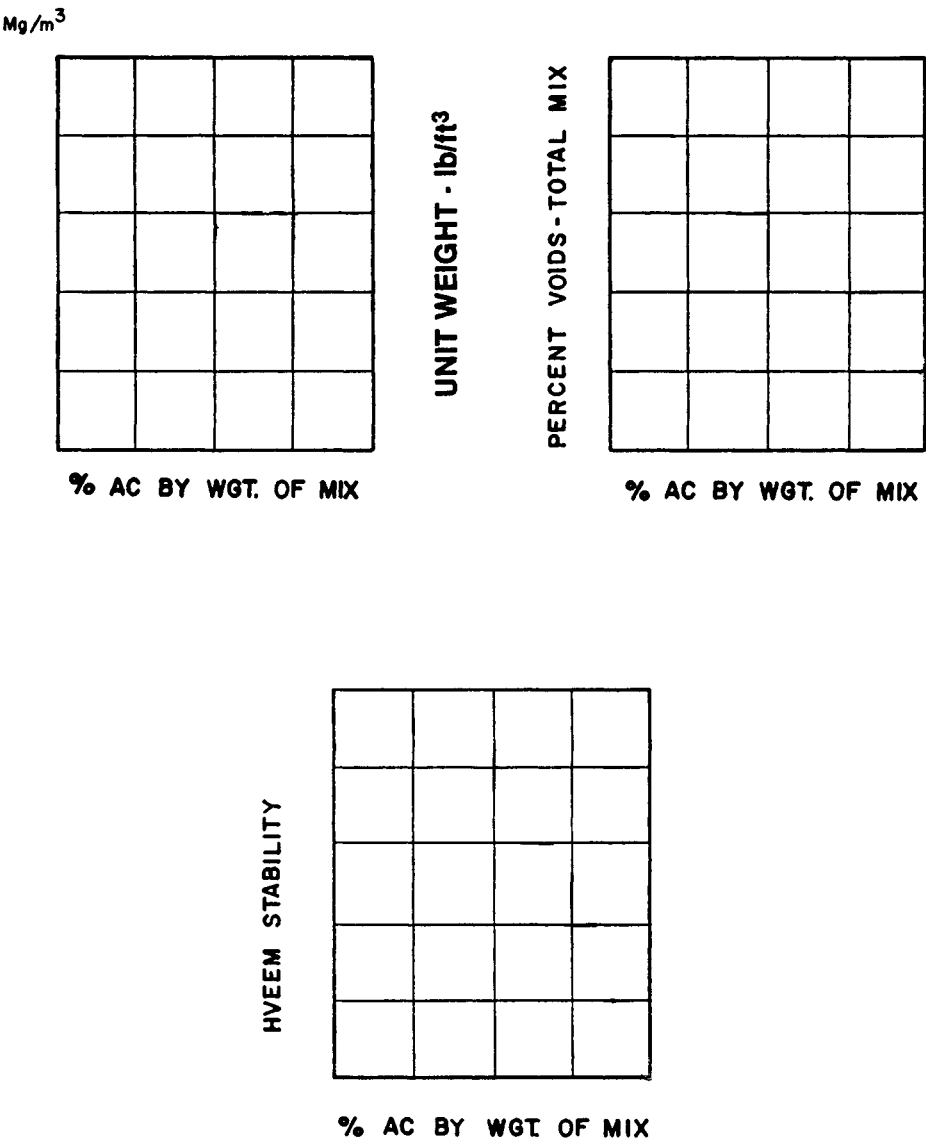 Mg/m³
UNIT WEIGHT - lb/ft³
% AC BY WGT. OF MIX
PERCENT VOIDS - TOTAL MIX
% AC BY WGT. OF MIX
HVEEM STABILITY
% AC BY WGT. OF MIX